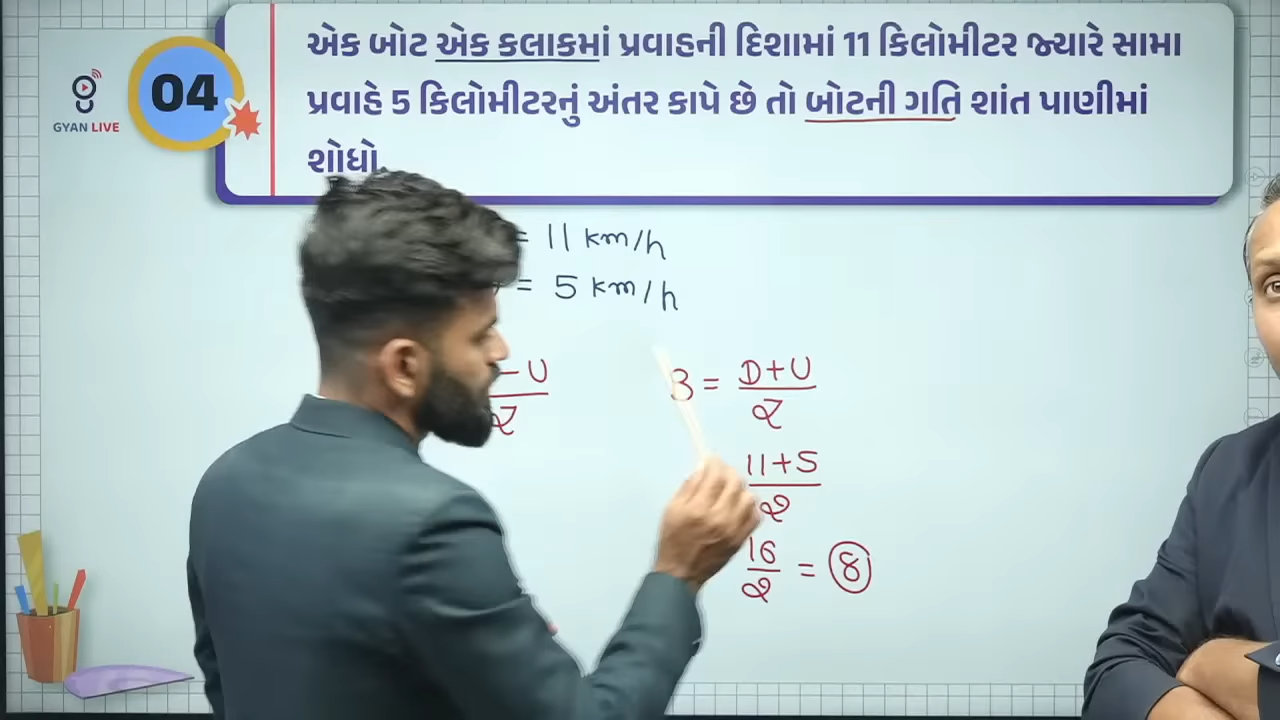 એક બોટ એક કલાકમાં પ્રવાહની દિશામાં 11 કિલોમીટર જ્યારે સામા
04
પ્રવાહે 5 કિલોમીટરનું અંતર કાપે છે તો બોટની ગતિ શાંત પાણીમાં
GYAN LIVE
શોધો.
= 11 km/h
= 5 km/h
- U
2
B = D+U
2
11+5
2
16
2
= 8